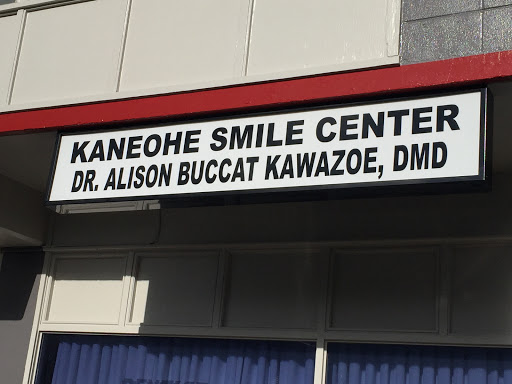 KANEOHE SMILE CENTER
DR. ALISON BUCCAT KAWAZOE, DMD